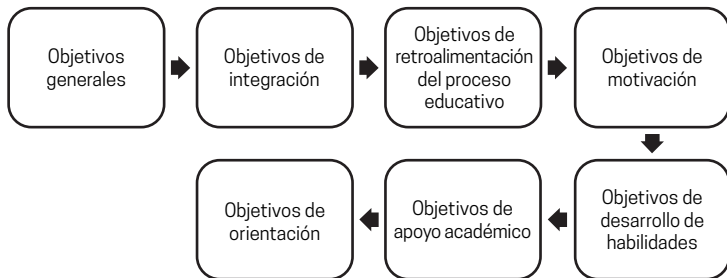 Objetivos
generales
Objetivos de
integración
Objetivos de
retroalimentación
del proceso
educativo
Objetivos de
motivación
Objetivos de
desarrollo de
habilidades
Objetivos de
apoyo académico
Objetivos de
orientación